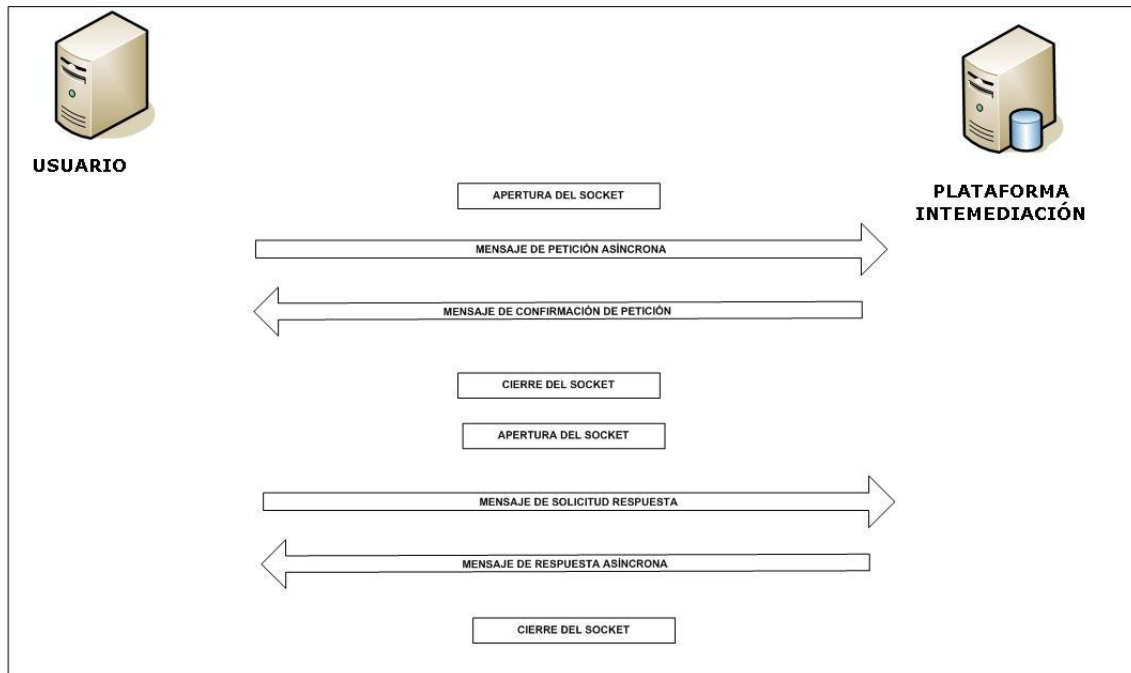 USUARIO
PLATAFORMA
INTEMEDIACIÓN
APERTURA DEL SOCKET
MENSAJE DE PETICIÓN ASÍNCRONA
MENSAJE DE CONFIRMACIÓN DE PETICIÓN
CIERRE DEL SOCKET
APERTURA DEL SOCKET
MENSAJE DE SOLICITUD RESPUESTA
MENSAJE DE RESPUESTA ASÍNCRONA
CIERRE DEL SOCKET